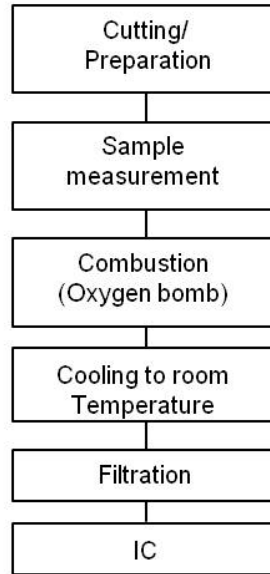 Cutting/
Preparation
Sample
measurement
Combustion
(Oxygen bomb)
Cooling to room
Temperature
Filtration
IC